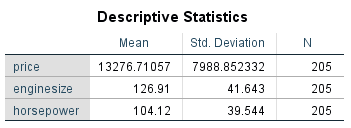 Descriptive Statistics
Mean Std. Deviation N
price 13276.71057 7988.852332 205
enginesize 126.91 41.643 205
horsepower 104.12 39.544 205